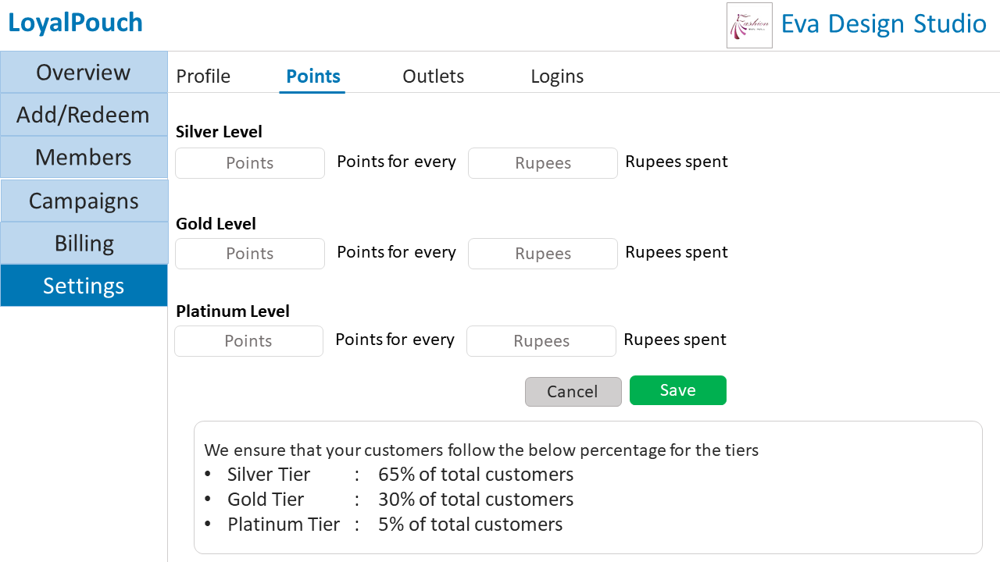 LoyalPouch
Fashion
Eva Design Studio
Overview
Add/Redeem
Members
Campaigns
Billing
Settings
Profile Points Outlets Logins
Silver Level
Points Points for every Rupees Rupees spent
Gold Level
Points Points for every Rupees Rupees spent
Platinum Level
Points Points for every Rupees Rupees spent
Cancel Save
We ensure that your customers follow the below percentage for the tiers
• Silver Tier : 65% of total customers
• Gold Tier : 30% of total customers
• Platinum Tier : 5% of total customers